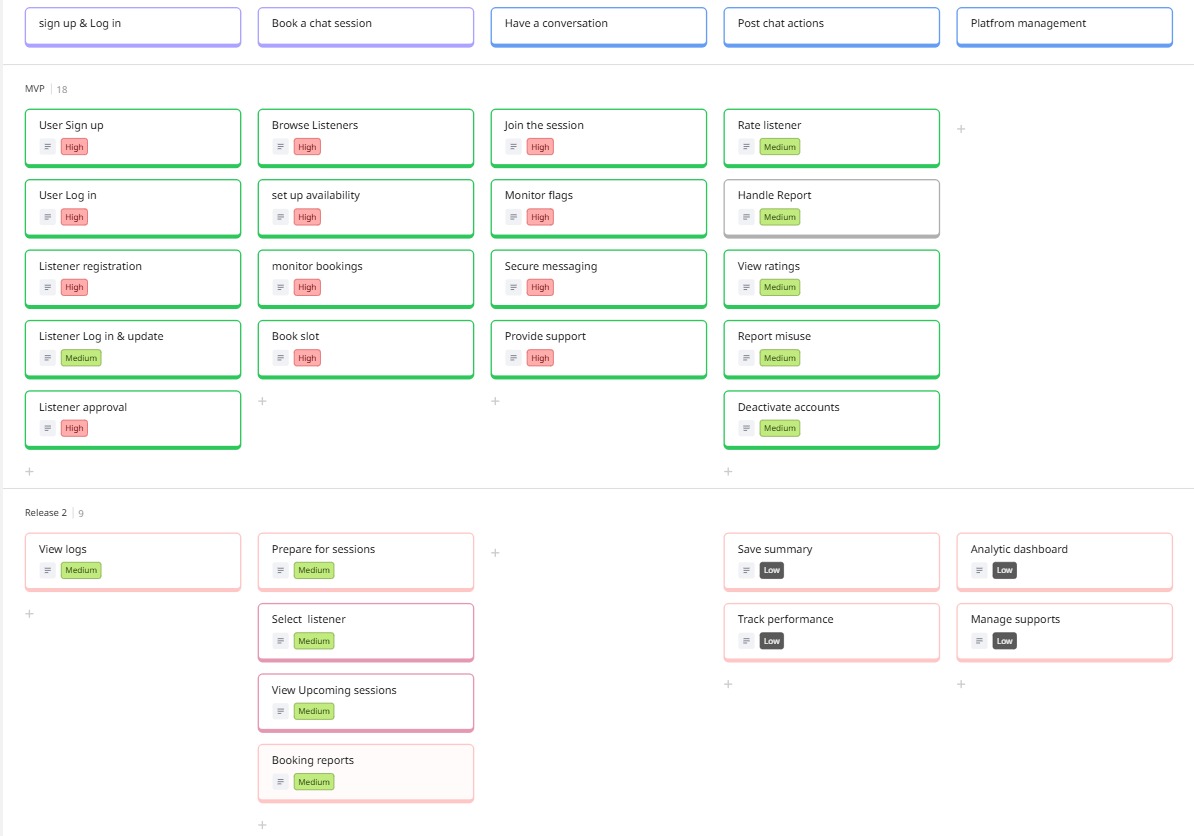 sign up & Log in
Book a chat session
Have a conversation
Post chat actions
Platfrom management
MVP 18
User Sign up
High
Browse Listeners
High
Join the session
High
Rate listener
Medium
User Log in
High
set up availability
High
Monitor flags
High
Handle Report
Medium
Listener registration
High
monitor bookings
High
Secure messaging
High
View ratings
Medium
Listener Log in & update
Medium
Book slot
High
Provide support
High
Report misuse
Medium
Listener approval
High
Deactivate accounts
Medium
Release 2 9
View logs
Medium
Prepare for sessions
Medium
Save summary
Low
Analytic dashboard
Low
Select listener
Medium
Track performance
Low
Manage supports
Low
View Upcoming sessions
Medium
Booking reports
Medium